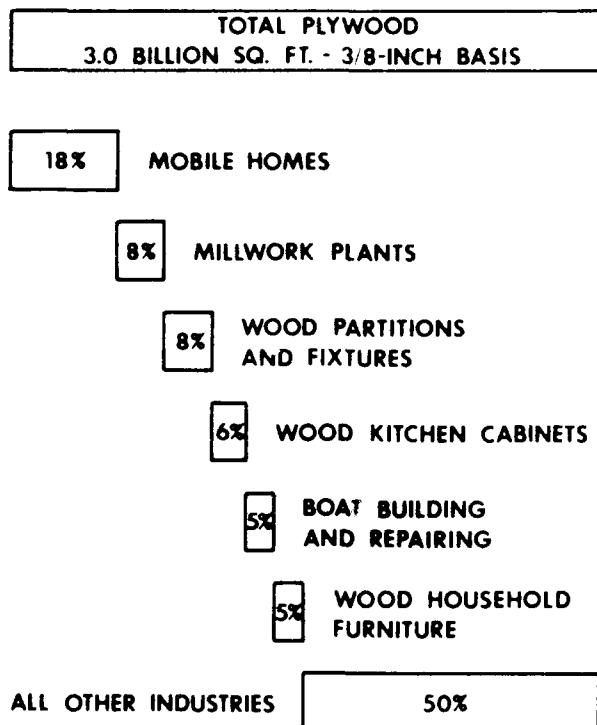 TOTAL PLYWOOD
3.0 BILLION SQ. FT. - 3/8-INCH BASIS
18% MOBILE HOMES
8% MILLWORK PLANTS
8% WOOD PARTITIONS
AND FIXTURES
6% WOOD KITCHEN CABINETS
5% BOAT BUILDING
AND REPAIRING
5% WOOD HOUSEHOLD
FURNITURE
ALL OTHER INDUSTRIES 50%